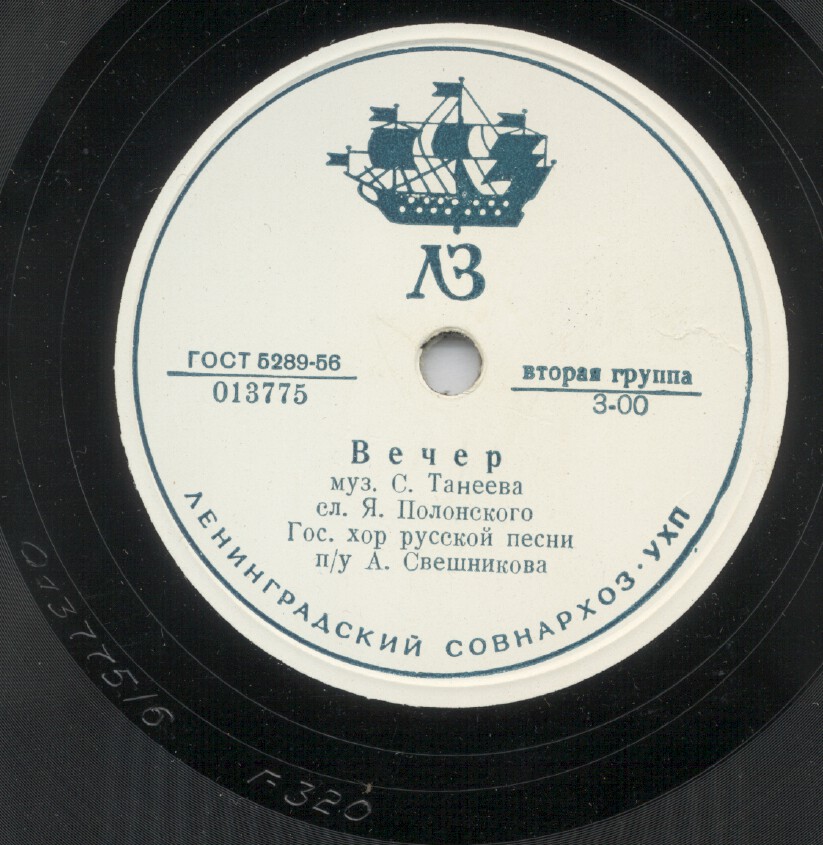 ЛЗ
ГОСТ 5289-56
013775
вторая группа
3-00
Вечер
муз. С. Танеева
сл. Я. Полонского
Гос. хор русской песни
п/у А. Свешникова
ЛЕНИНГРАДСКИЙ СОВНАРХОЗ · УХП
013775/6
г-320